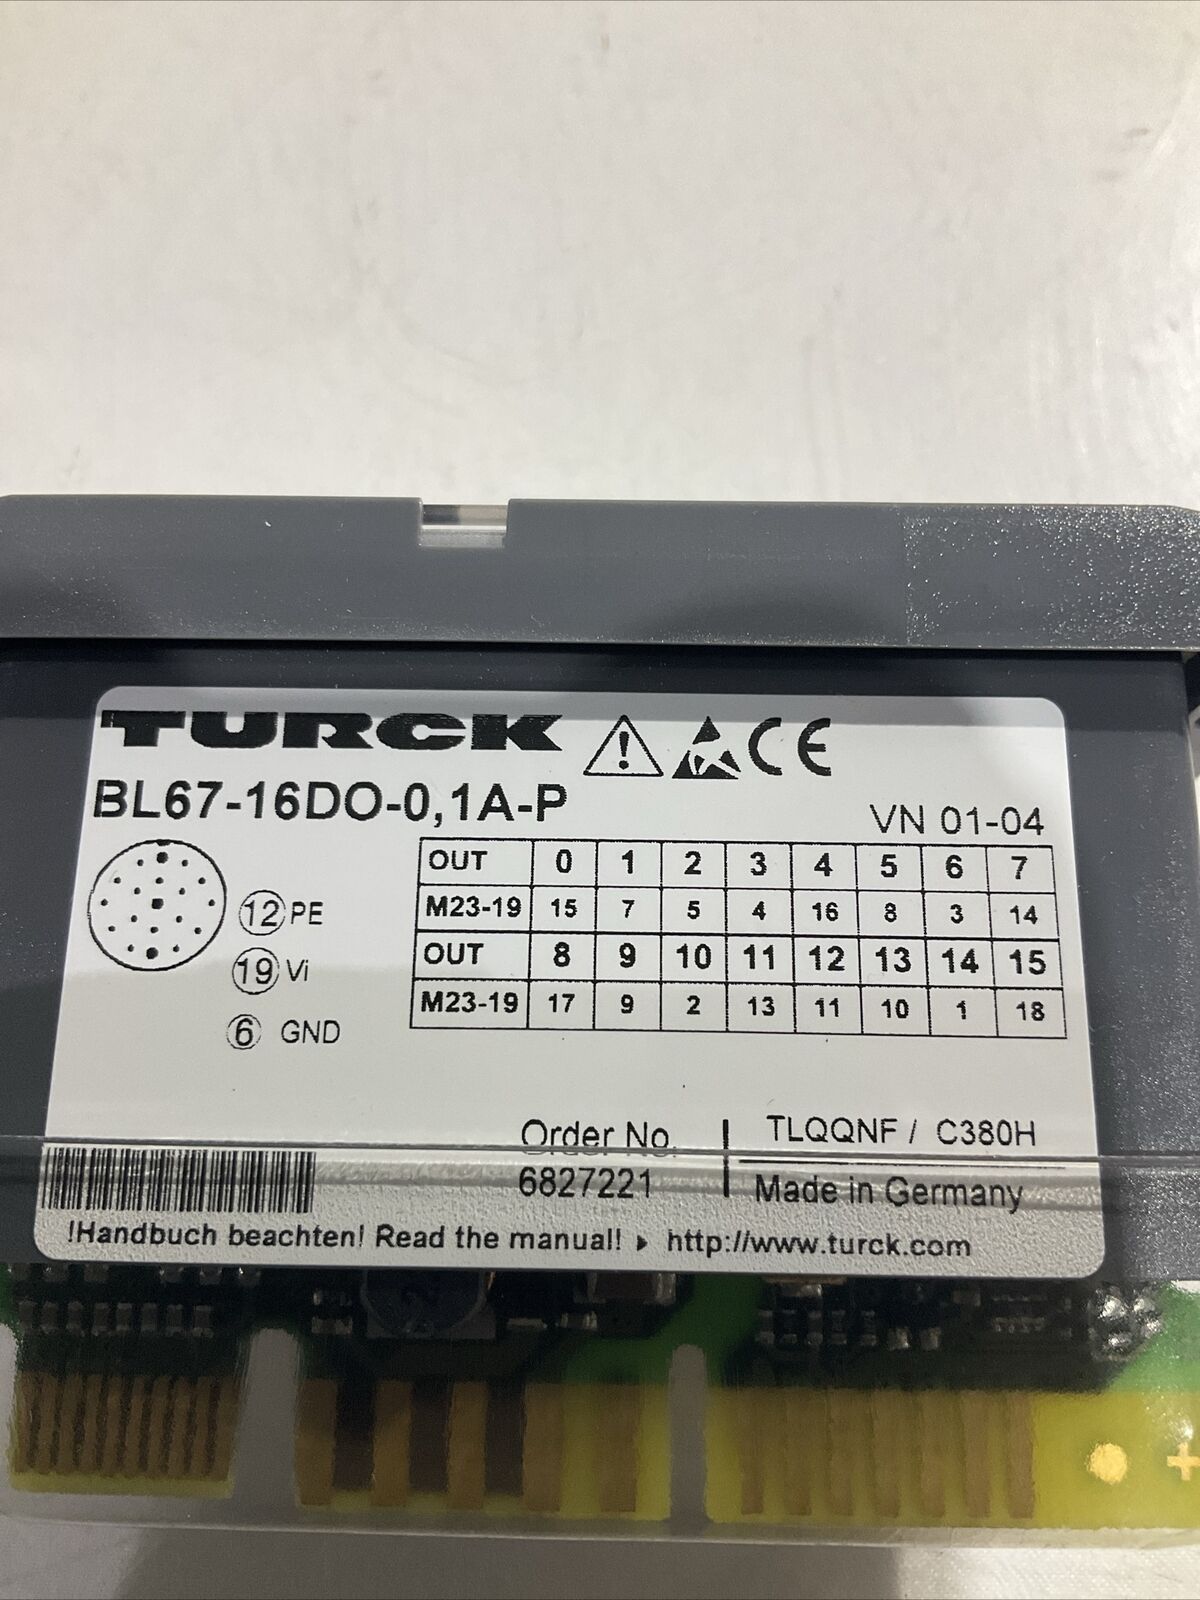 TURCK CE
BL67-16DO-0,1A-P
VN 01-04
OUT 0 1 2 3 4 5 6 7
M23-19 15 7 5 4 16 8 3 14
OUT 8 9 10 11 12 13 14 15
M23-19 17 9 2 13 11 10 1 18
12 PE
19 Vi
6 GND
Order No.
6827221
TLQQNF / C380H
Made in Germany
!Handbuch beachten! Read the manual! ▸ http://www.turck.com